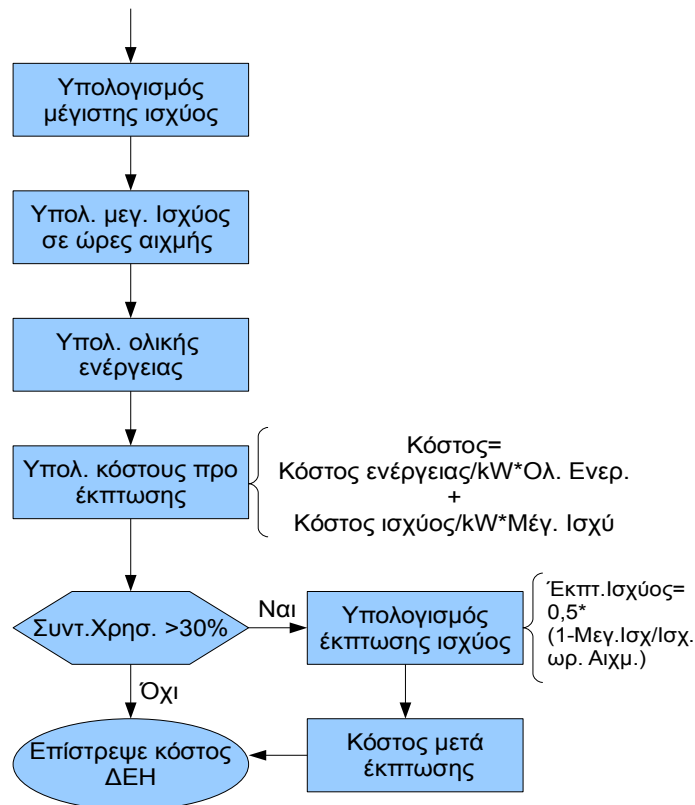 Υπολογισμός
μέγιστης ισχύος
Υπολ. μεγ. Ισχύος
σε ώρες αιχμής
Υπολ. ολικής
ενέργειας
Υπολ. κόστους προ
έκπτωσης
Κόστος=
Κόστος ενέργειας/kW*Ολ. Ενερ.
+
Κόστος ισχύος/kW*Μέγ. Ισχύ
Συντ.Χρησ. >30%
Ναι
Υπολογισμός
έκπτωσης ισχύος
Έκπτ.Ισχύος=
0,5*
(1-Μεγ.Ισχ/Ισχ.
ωρ. Αιχμ.)
Όχι
Επίστρεψε κόστος
ΔΕΗ
Κόστος μετά
έκπτωσης